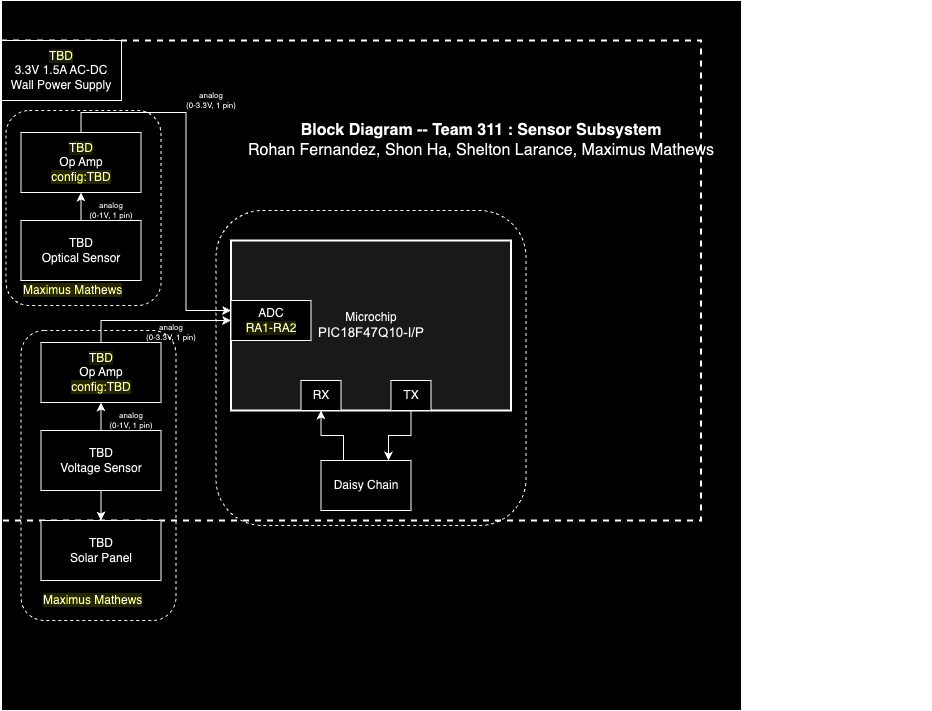 TBD
3.3V 1.5A AC-DC
Wall Power Supply
analog
(0-3.3V, 1 pin)
Block Diagram -- Team 311 : Sensor Subsystem
Rohan Fernandez, Shon Ha, Shelton Larance, Maximus Mathews
TBD
Op Amp
config:TBD
analog
(0-1V, 1 pin)
TBD
Optical Sensor
Maximus Mathews
ADC
RA1-RA2
Microchip
PIC18F47Q10-I/P
analog
(0-3.3V, 1 pin)
TBD
Op Amp
config:TBD
RX
TX
analog
(0-1V, 1 pin)
TBD
Voltage Sensor
Daisy Chain
TBD
Solar Panel
Maximus Mathews